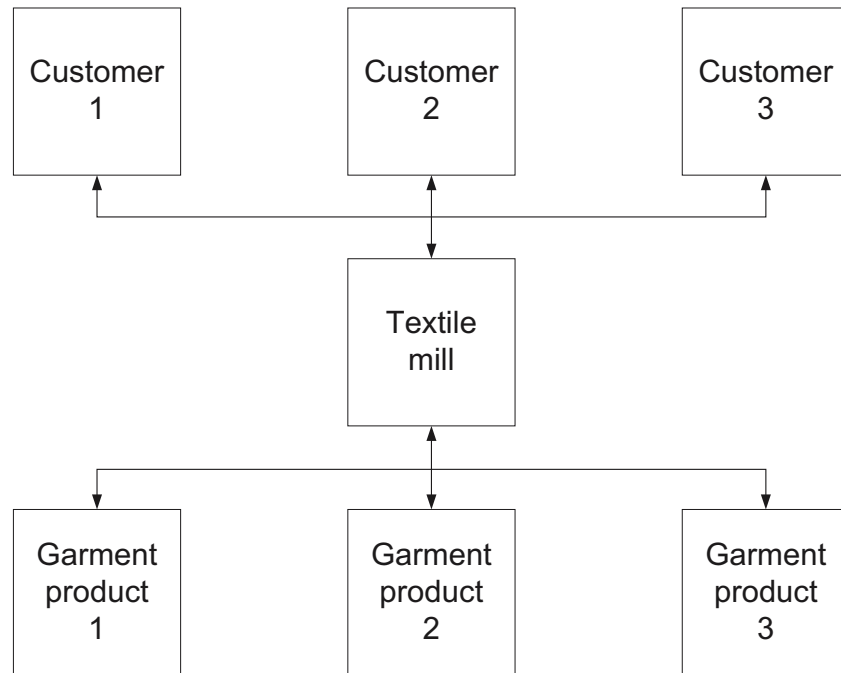 Customer
1
Customer
2
Customer
3
Textile
mill
Garment
product
1
Garment
product
2
Garment
product
3